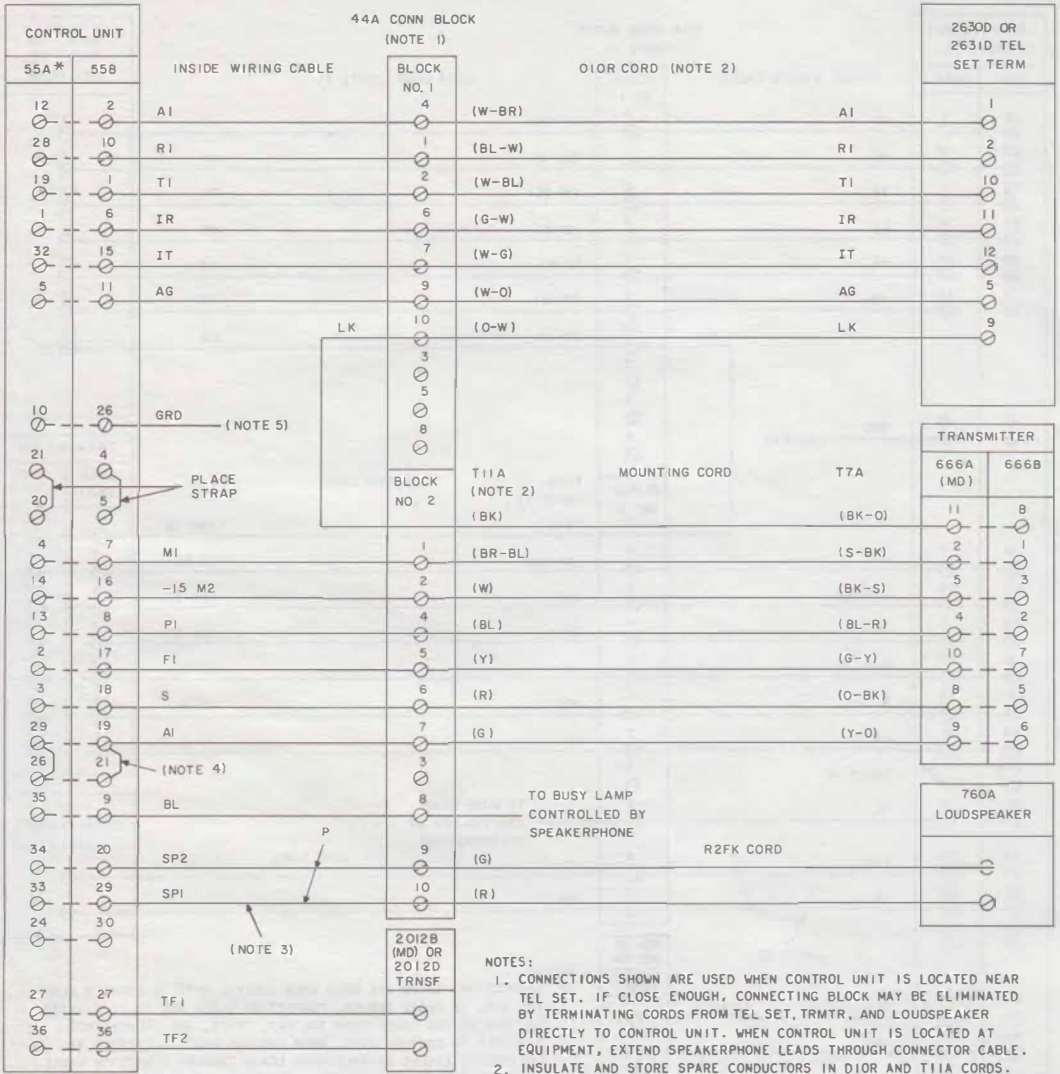 44A CONN BLOCK
(NOTE 1)
CONTROL UNIT
55A* 55B
INSIDE WIRING CABLE
BLOCK
NO. 1
D10R CORD (NOTE 2)
2630D OR
2631D TEL
SET TERM
12 2 A1 4 (W-BR) A1 1
28 10 R1 1 (BL-W) R1 2
19 1 T1 2 (W-BL) T1 10
1 6 IR 6 (G-W) IR 11
32 15 IT 7 (W-G) IT 12
5 11 AG 9 (W-O) AG 5
LK 10 (O-W) LK 9
3
5
8
10 26 GRD (NOTE 5)
21 4
20 5
PLACE
STRAP
BLOCK
NO. 2
T11A
(NOTE 2)
MOUNTING CORD
T7A
TRANSMITTER
666A
(MD)
666B
(BK) (BK-O) 11 8
4 7 M1 1 (BR-BL) (S-BK) 2 1
14 16 -15 M2 2 (W) (BK-S) 5 3
13 8 P1 4 (BL) (BL-R) 4 2
2 17 F1 5 (Y) (G-Y) 10 7
3 18 S 6 (R) (O-BK) 8 5
29 19 A1 7 (G) (Y-O) 9 6
26 21 (NOTE 4) 3
35 9 BL 8
TO BUSY LAMP
CONTROLLED BY
SPEAKERPHONE
760A
LOUDSPEAKER
P
34 20 SP2 9 (G) R2FK CORD
33 29 SP1 10 (R)
24 30
(NOTE 3)
2012B
(MD) OR
2012D
TRNSF
27 27 TF1
36 36 TF2
NOTES:
1. CONNECTIONS SHOWN ARE USED WHEN CONTROL UNIT IS LOCATED NEAR
TEL SET. IF CLOSE ENOUGH, CONNECTING BLOCK MAY BE ELIMINATED
BY TERMINATING CORDS FROM TEL SET, TRMTR, AND LOUDSPEAKER
DIRECTLY TO CONTROL UNIT. WHEN CONTROL UNIT IS LOCATED AT
EQUIPMENT, EXTEND SPEAKERPHONE LEADS THROUGH CONNECTOR CABLE.
2. INSULATE AND STORE SPARE CONDUCTORS IN D10R AND T11A CORDS.